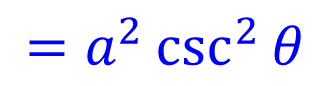 = a² csc² θ